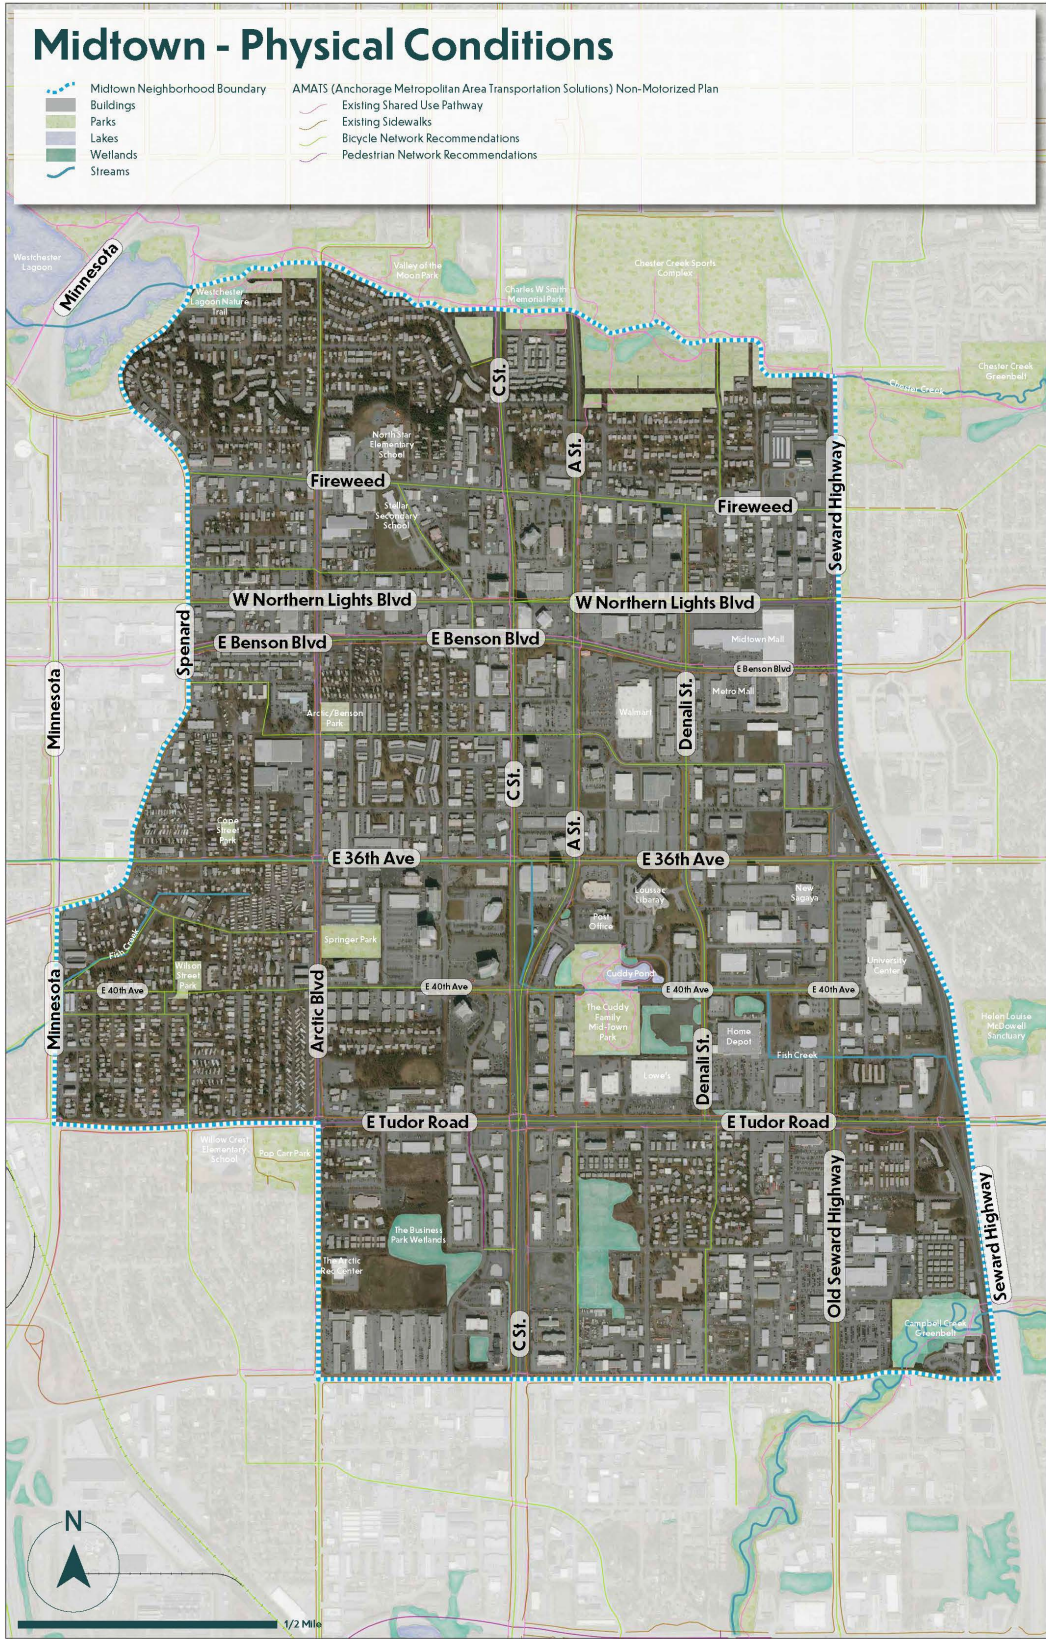 Midtown - Physical Conditions
Midtown Neighborhood Boundary
Buildings
Parks
Lakes
Wetlands
Streams
AMATS (Anchorage Metropolitan Area Transportation Solutions) Non-Motorized Plan
Existing Shared Use Pathway
Existing Sidewalks
Bicycle Network Recommendations
Pedestrian Network Recommendations
Westchester
Lagoon
Minnesota
Westchester
Lagoon Nature
Trail
Valley of the
Moon Park
Charles W Smith
Memorial Park
Chester Creek Sports
Complex
Chester Creek
Greenbelt
Chester Creek
C St.
A St.
North Star
Elementary
School
Fireweed
Stellar
Secondary
School
Fireweed
Seward Highway
W Northern Lights Blvd
W Northern Lights Blvd
Spenard
E Benson Blvd
E Benson Blvd
Midtown Mall
E Benson Blvd
Minnesota
Arctic/Benson
Park
Walmart
Denali St.
Metro Mall
C St.
A St.
Cope
Street
Park
E 36th Ave
E 36th Ave
Loussac
Libaray
New
Sagaya
Post
Office
Fish Creek
Springer Park
Wilson
Street
Park
University
Center
Cuddy Pond
Minnesota
E 40th Ave
Arctic Blvd
E 40th Ave
E 40th Ave
E 40th Ave
The Cuddy
Family
Mid-Town
Park
Home
Depot
Helen Louise
McDowell
Sanctuary
Denali St.
Fish Creek
Lowe's
E Tudor Road
E Tudor Road
Willow Crest
Elementary
School
Pop Carr Park
Old Seward Highway
Seward Highway
The Business
Park Wetlands
The Arctic
Rec Center
C St.
Campbell Creek
Greenbelt
N
1/2 Mile